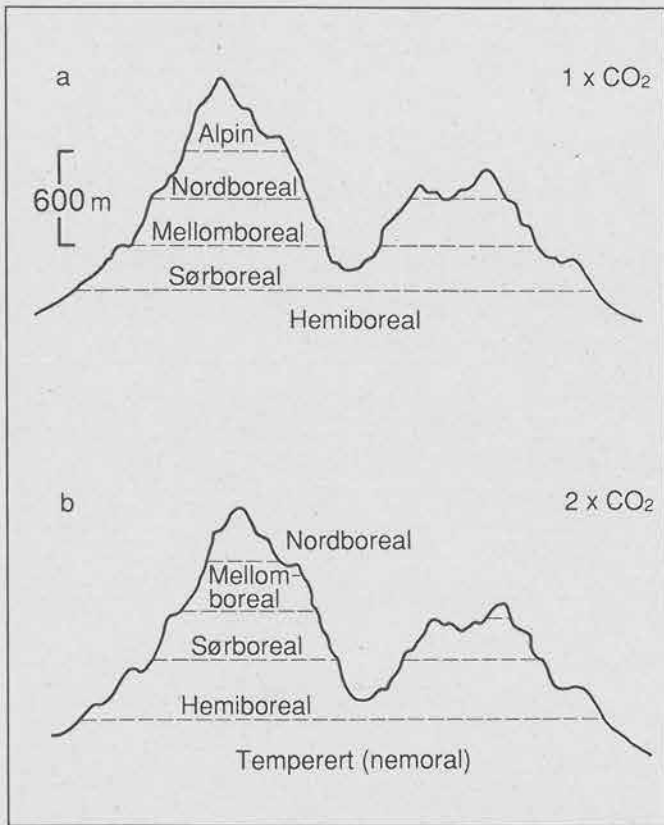 a
1 x CO₂
Alpin
600 m
Nordboreal
Mellomboreal
Sørboreal
Hemiboreal
b
2 x CO₂
Nordboreal
Mellom-
boreal
Sørboreal
Hemiboreal
Temperert (nemoral)